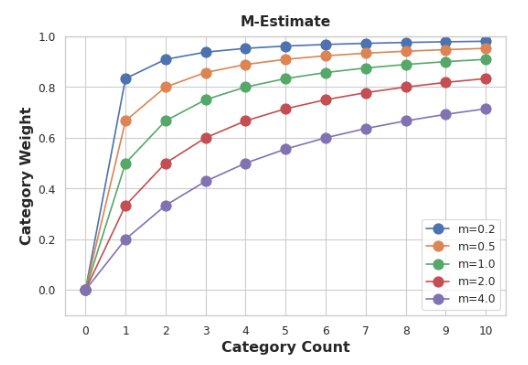 M-Estimate
Category Weight
1.0
0.8
0.6
0.4
0.2
0.0
m=0.2
m=0.5
m=1.0
m=2.0
m=4.0
0 1 2 3 4 5 6 7 8 9 10
Category Count